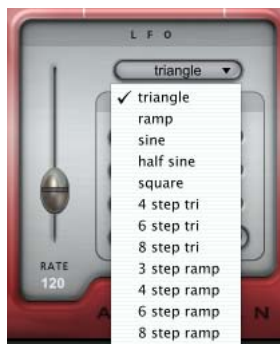 L F O
triangle
✓ triangle
ramp
sine
half sine
square
4 step tri
6 step tri
8 step tri
3 step ramp
4 step ramp
6 step ramp
8 step ramp
RATE
120
A
N